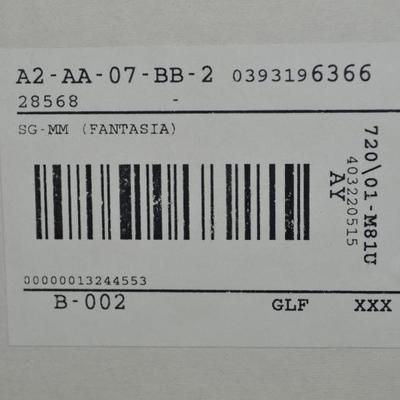 A2-AA-07-BB-2 0393196366
28568 -
SG-MM (FANTASIA)
720\01-M81U
403220515
AY
00000013244553
B-002 GLF XXX